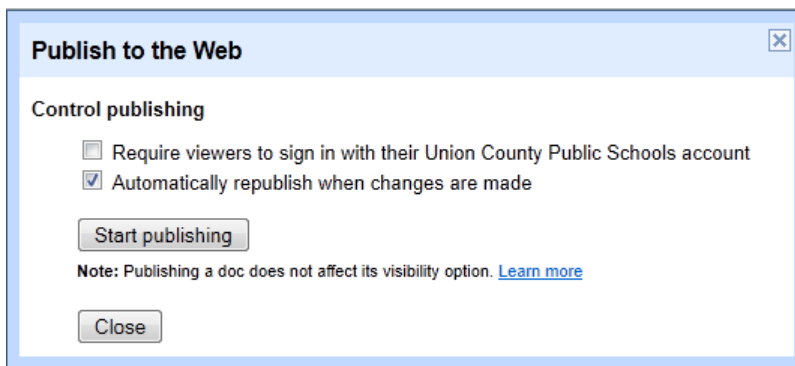 Publish to the Web
Control publishing
Require viewers to sign in with their Union County Public Schools account
Automatically republish when changes are made
Start publishing
Note: Publishing a doc does not affect its visibility option. Learn more
Close